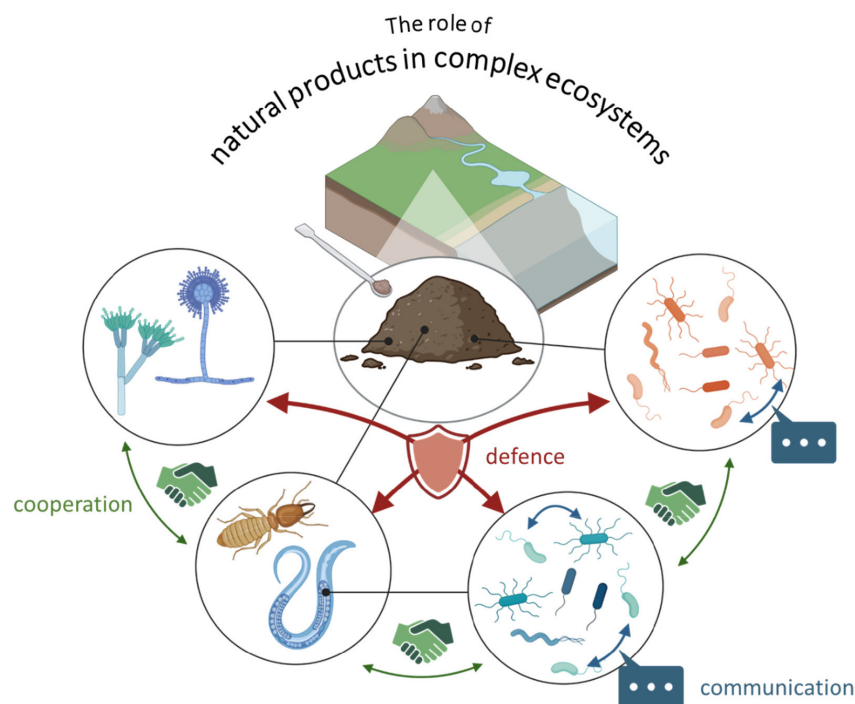 The role of
natural products in complex ecosystems
defence
cooperation
communication